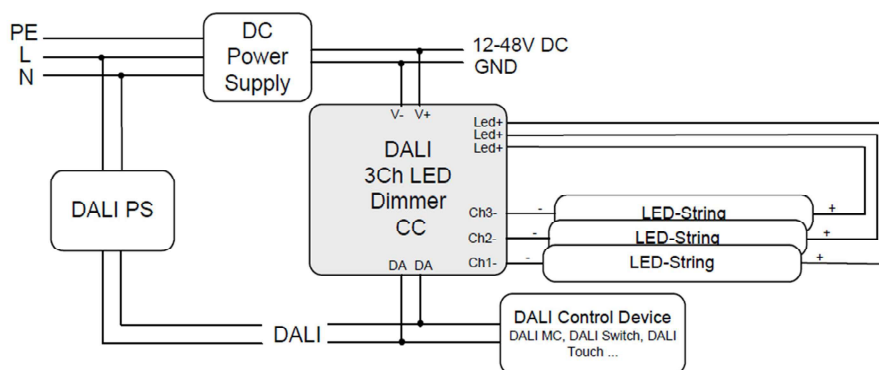 PE
L
N
DC
Power
Supply
12-48V DC
GND
V- V+
Led+
Led+
Led+
DALI
3Ch LED
Dimmer
CC
DALI PS
Ch3-
- LED-String +
Ch2-
- LED-String +
Ch1-
- LED-String +
DA DA
DALI
DALI Control Device
DALI MC, DALI Switch, DALI
Touch ...